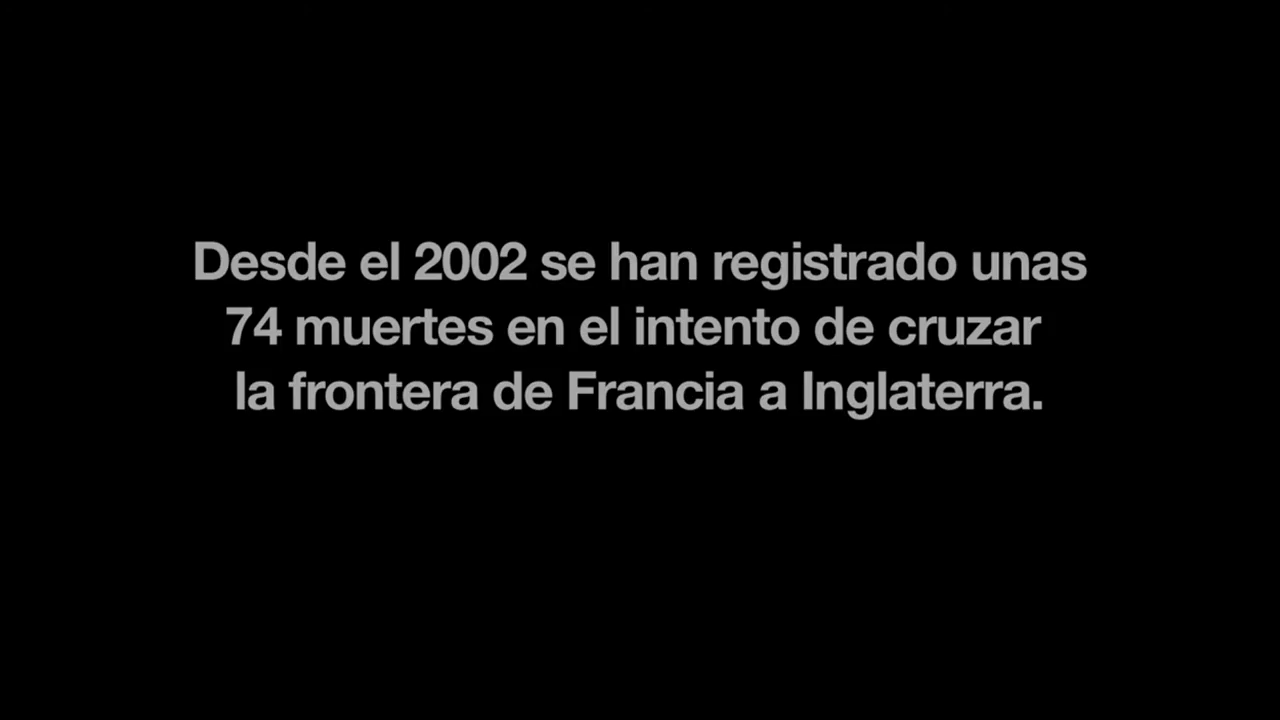 Desde el 2002 se han registrado unas
74 muertes en el intento de cruzar
la frontera de Francia a Inglaterra.